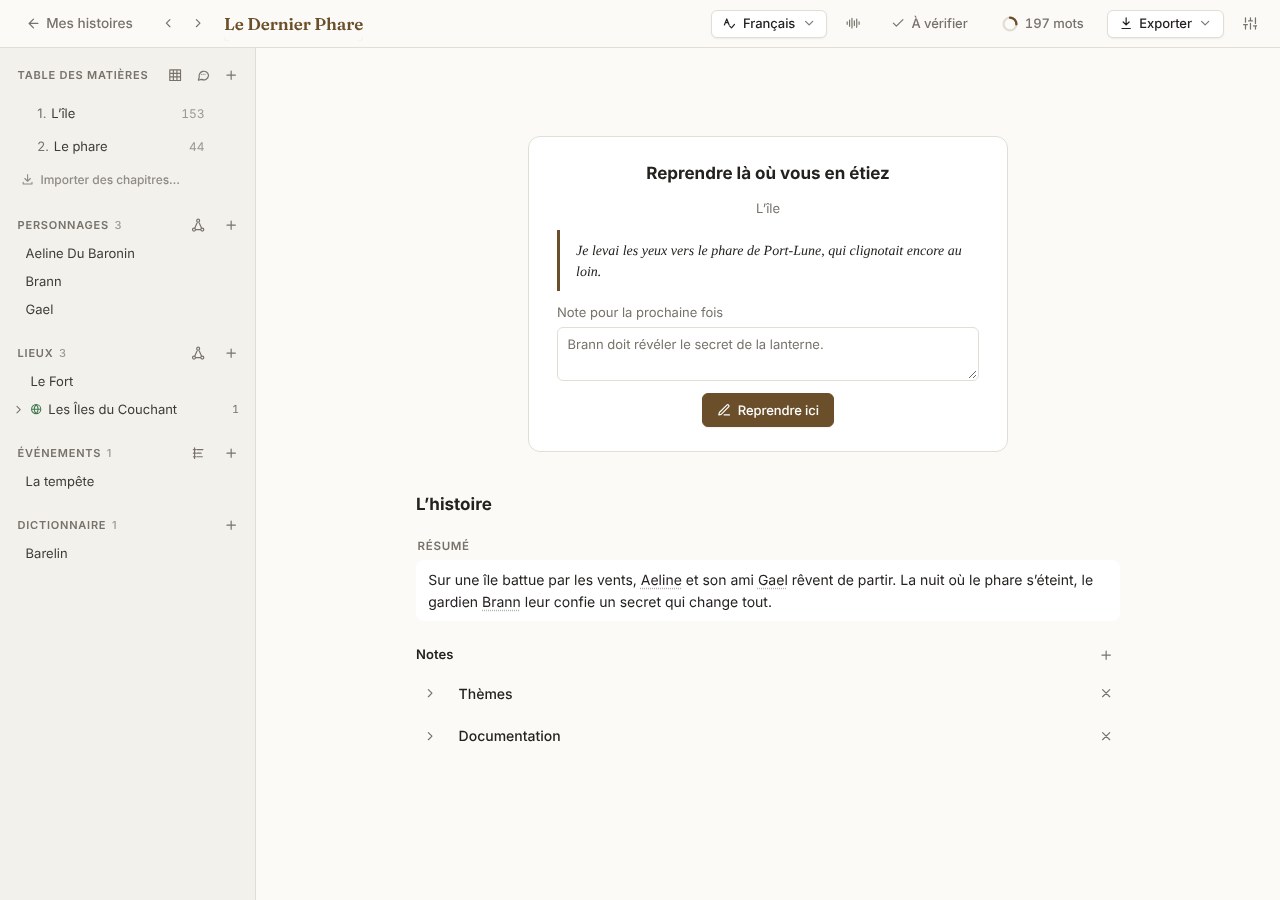 Mes histoires
Le Dernier Phare
Français
À vérifier
197 mots
Exporter
TABLE DES MATIÈRES
1. L’île 153
2. Le phare 44
Importer des chapitres…
PERSONNAGES 3
Aeline Du Baronin
Brann
Gael
LIEUX 3
Le Fort
Les Îles du Couchant 1
ÉVÉNEMENTS 1
La tempête
DICTIONNAIRE 1
Barelin
Reprendre là où vous en étiez
L’île
Je levai les yeux vers le phare de Port-Lune, qui clignotait encore au
loin.
Note pour la prochaine fois
Brann doit révéler le secret de la lanterne.
Reprendre ici
L’histoire
RÉSUMÉ
Sur une île battue par les vents, Aeline et son ami Gael rêvent de partir. La nuit où le phare s’éteint, le
gardien Brann leur confie un secret qui change tout.
Notes
Thèmes
Documentation